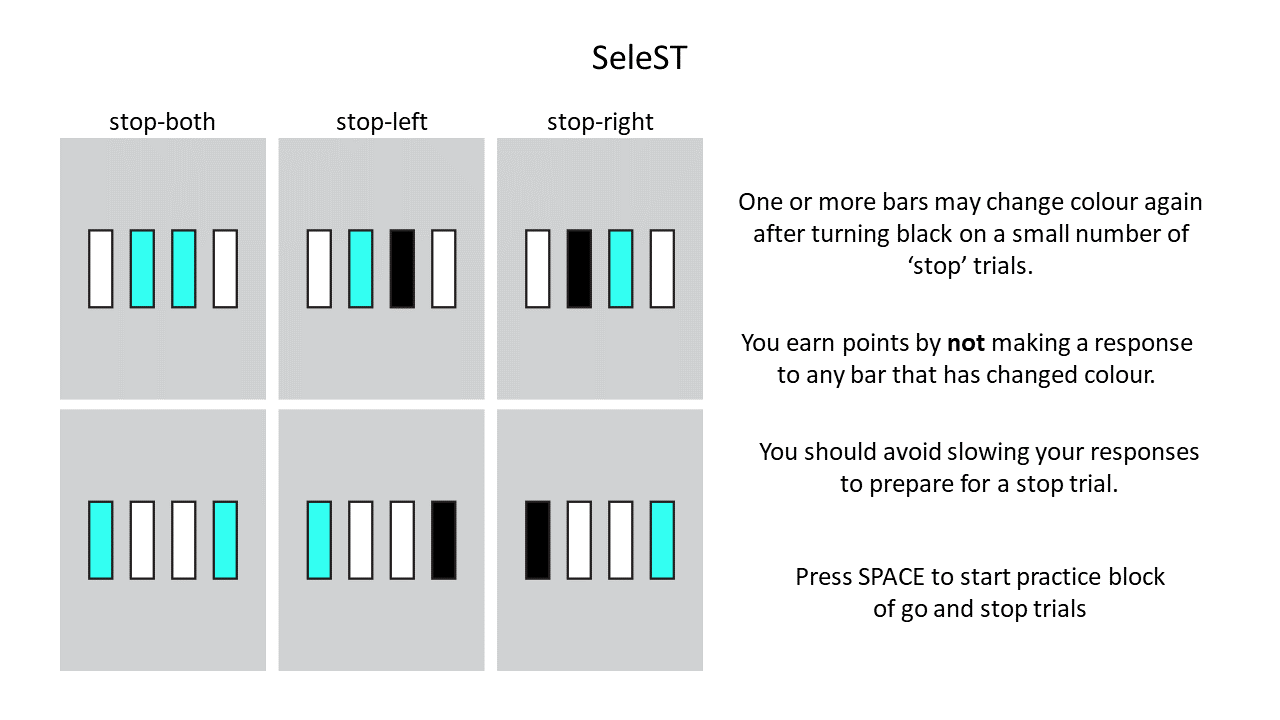 SeleST
stop-both
stop-left
stop-right
One or more bars may change colour again
after turning black on a small number of
‘stop’ trials.
You earn points by not making a response
to any bar that has changed colour.
You should avoid slowing your responses
to prepare for a stop trial.
Press SPACE to start practice block
of go and stop trials